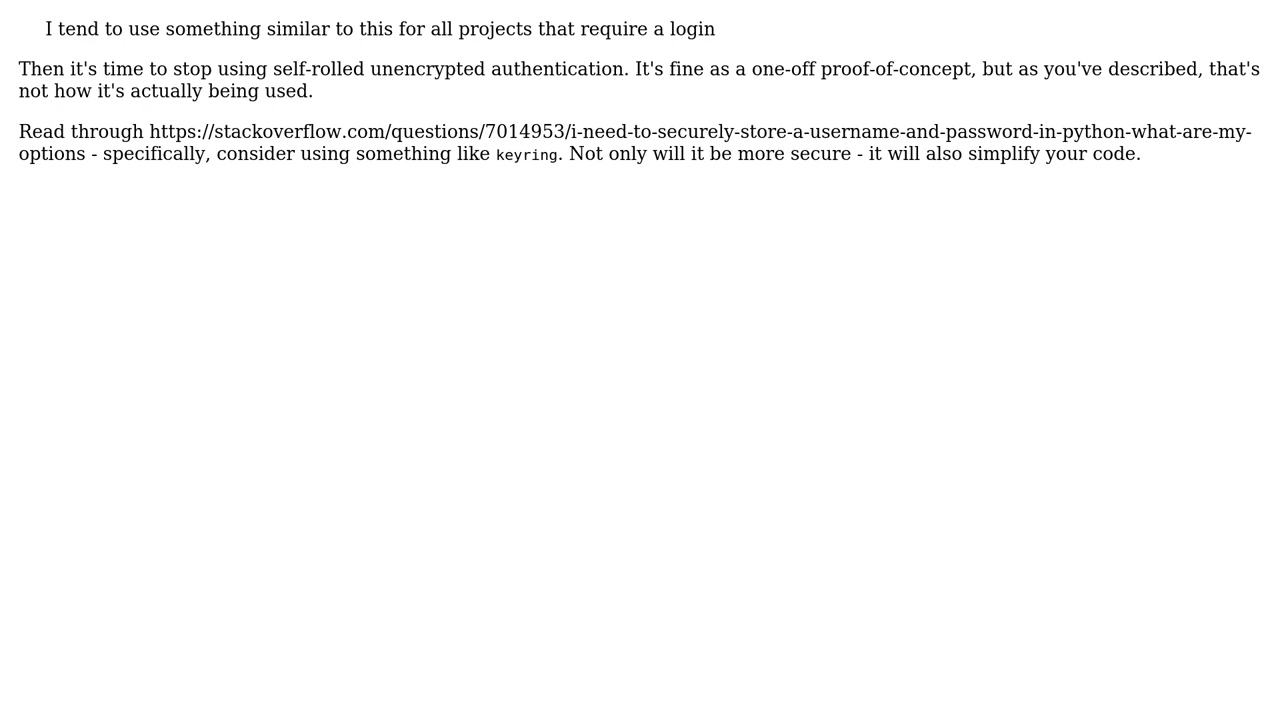 I tend to use something similar to this for all projects that require a login
Then it's time to stop using self-rolled unencrypted authentication. It's fine as a one-off proof-of-concept, but as you've described, that's
not how it's actually being used.
Read through https://stackoverflow.com/questions/7014953/i-need-to-securely-store-a-username-and-password-in-python-what-are-my-
options - specifically, consider using something like keyring. Not only will it be more secure - it will also simplify your code.